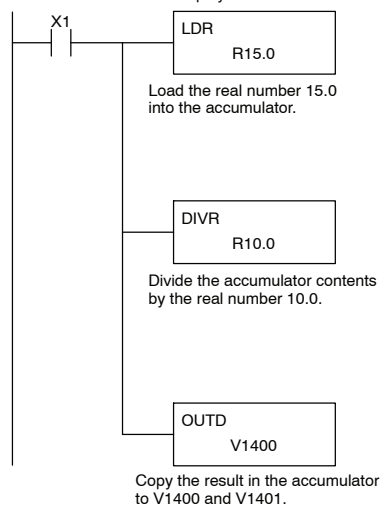 X1
LDR
R15.0
Load the real number 15.0
into the accumulator.
DIVR
R10.0
Divide the accumulator contents
by the real number 10.0.
OUTD
V1400
Copy the result in the accumulator
to V1400 and V1401.